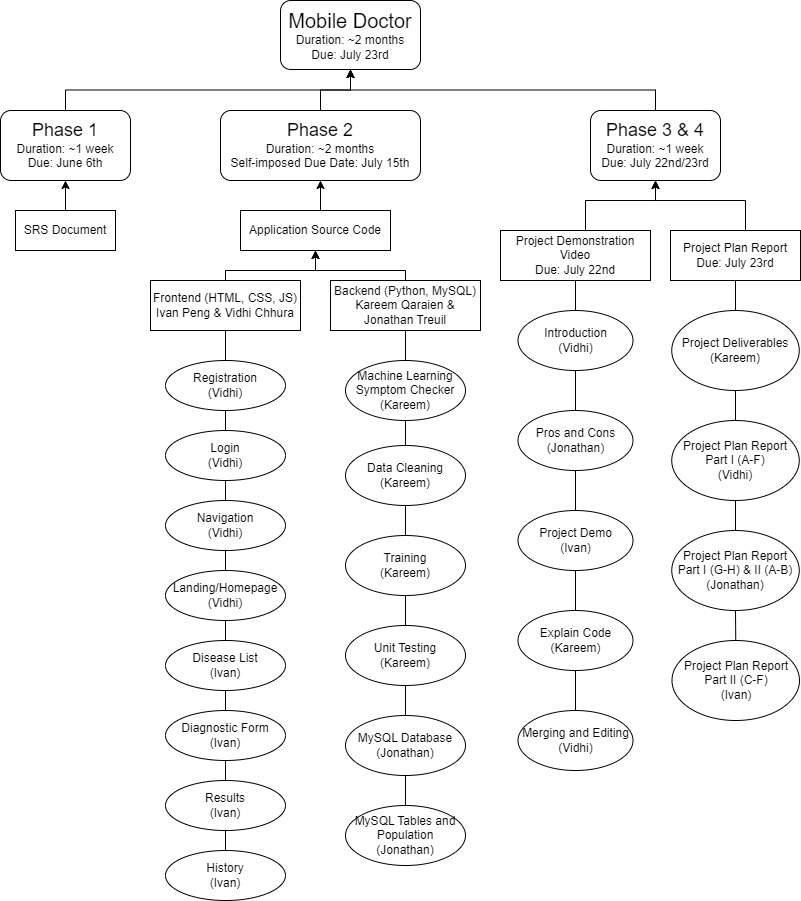 Mobile Doctor
Duration: ~2 months
Due: July 23rd
Phase 1
Duration: ~1 week
Due: June 6th
Phase 2
Duration: ~2 months
Self-imposed Due Date: July 15th
Phase 3 & 4
Duration: ~1 week
Due: July 22nd/23rd
SRS Document
Application Source Code
Project Demonstration
Video
Due: July 22nd
Project Plan Report
Due: July 23rd
Frontend (HTML, CSS, JS)
Ivan Peng & Vidhi Chhura
Backend (Python, MySQL)
Kareem Qaraien &
Jonathan Treuil
Registration
(Vidhi)
Login
(Vidhi)
Navigation
(Vidhi)
Landing/Homepage
(Vidhi)
Disease List
(Ivan)
Diagnostic Form
(Ivan)
Results
(Ivan)
History
(Ivan)
Machine Learning
Symptom Checker
(Kareem)
Data Cleaning
(Kareem)
Training
(Kareem)
Unit Testing
(Kareem)
MySQL Database
(Jonathan)
MySQL Tables and
Population
(Jonathan)
Introduction
(Vidhi)
Pros and Cons
(Jonathan)
Project Demo
(Ivan)
Explain Code
(Kareem)
Merging and Editing
(Vidhi)
Project Deliverables
(Kareem)
Project Plan Report
Part I (A-F)
(Vidhi)
Project Plan Report
Part I (G-H) & II (A-B)
(Jonathan)
Project Plan Report
Part II (C-F)
(Ivan)